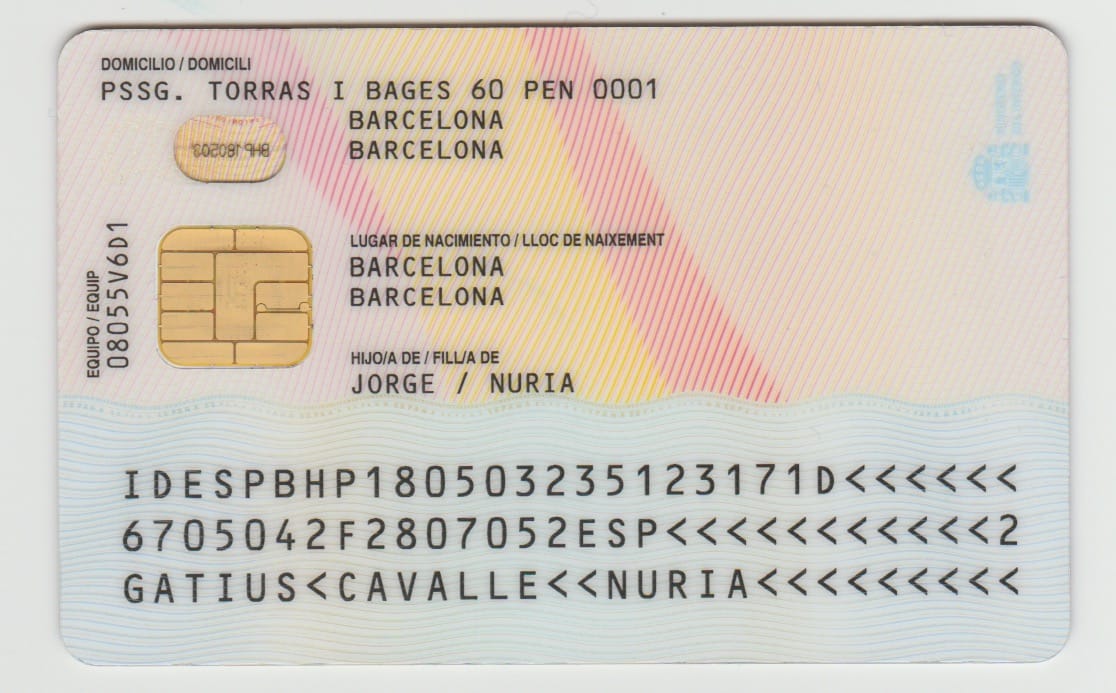 DOMICILIO / DOMICILI
PSSG. TORRAS I BAGES 60 PEN 0001
BARCELONA
BARCELONA
BHP180503
LUGAR DE NACIMIENTO / LLOC DE NAIXEMENT
BARCELONA
BARCELONA
EQUIPO / EQUIP
08055V6D1
HIJO/A DE / FILL/A DE
JORGE / NURIA
IDESPBHP180503235123171D<<<<<<
6705042F2807052ESP<<<<<<<<<<<2
GATIUS<CAVALLE<<NURIA<<<<<<<<<